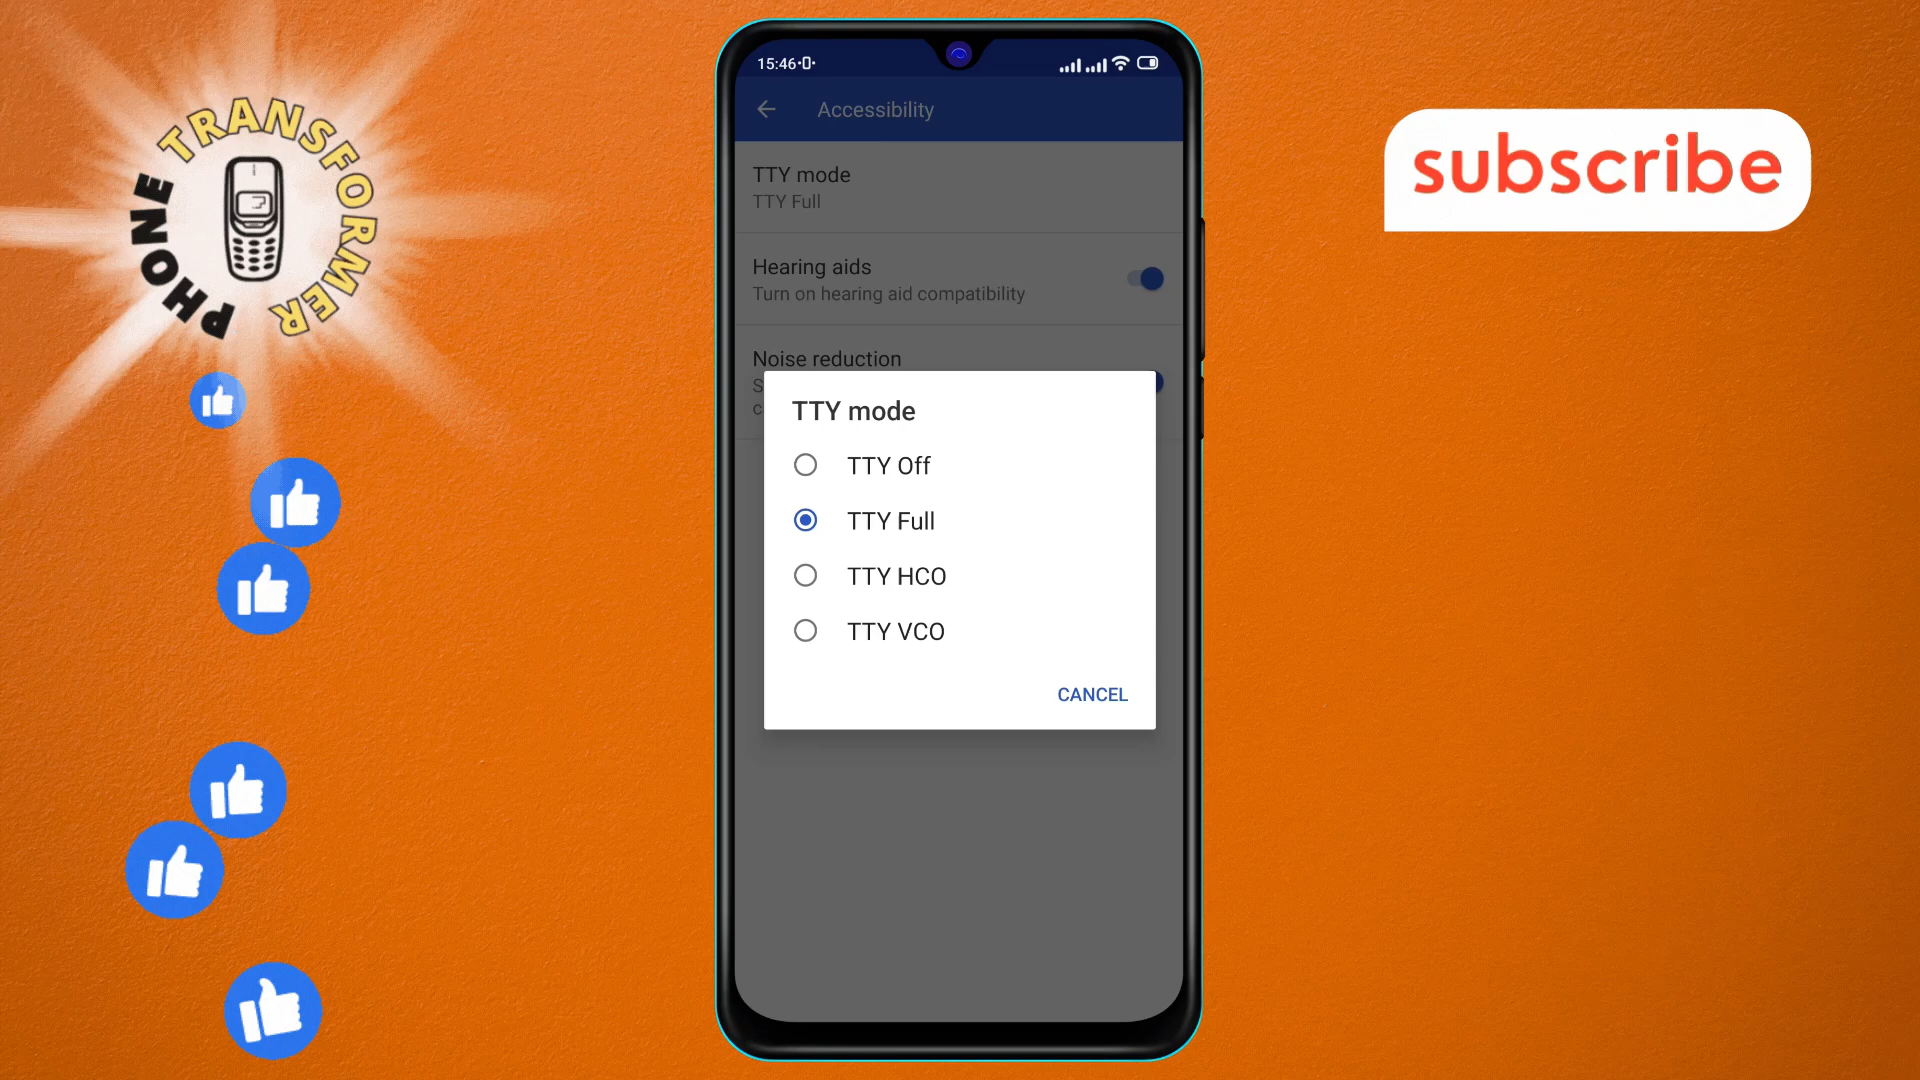 PHONE TRANSFORMER
subscribe
15:46
Accessibility
TTY mode
TTY Full
Hearing aids
Turn on hearing aid compatibility
Noise reduction
S
c
TTY mode
TTY Off
TTY Full
TTY HCO
TTY VCO
CANCEL